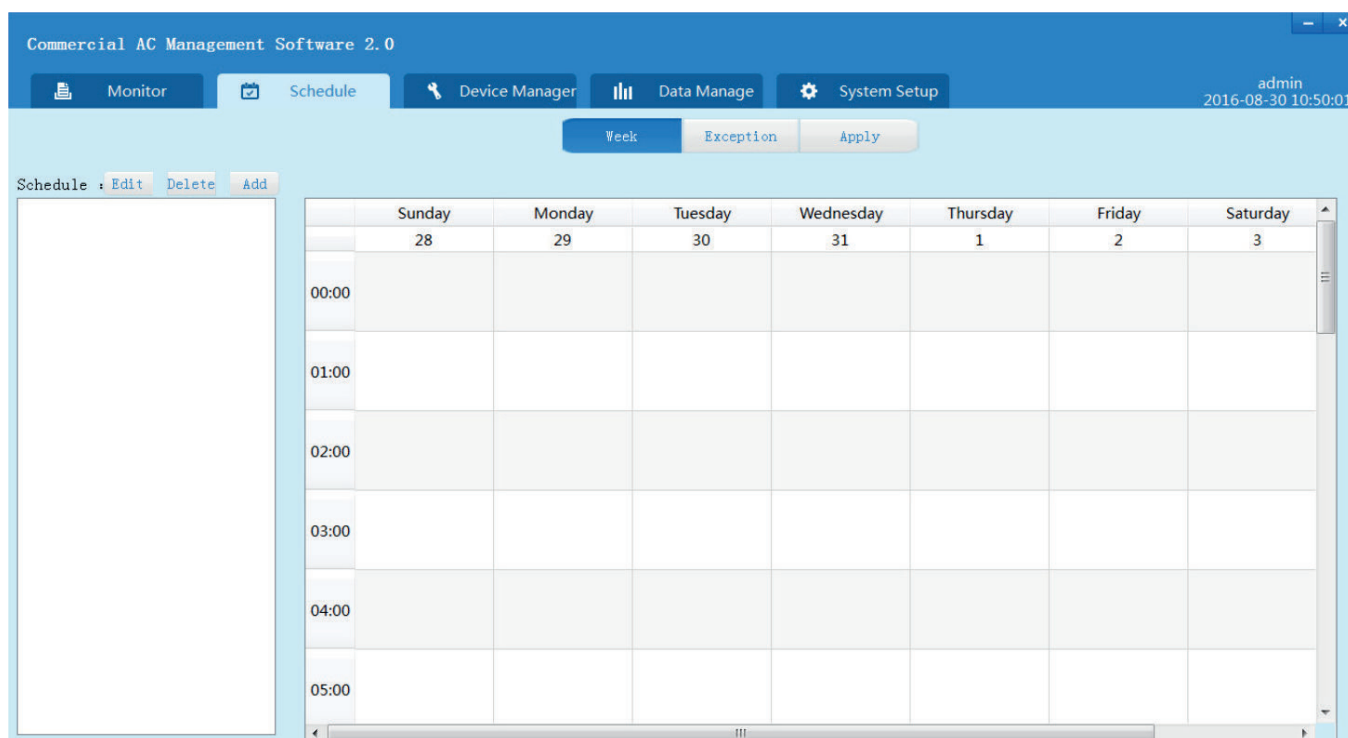 Commercial AC Management Software 2.0
Monitor Schedule Device Manager Data Manage System Setup
admin
2016-08-30 10:50:01
Week Exception Apply
Schedule : Edit Delete Add
Sunday Monday Tuesday Wednesday Thursday Friday Saturday
28 29 30 31 1 2 3
00:00
01:00
02:00
03:00
04:00
05:00